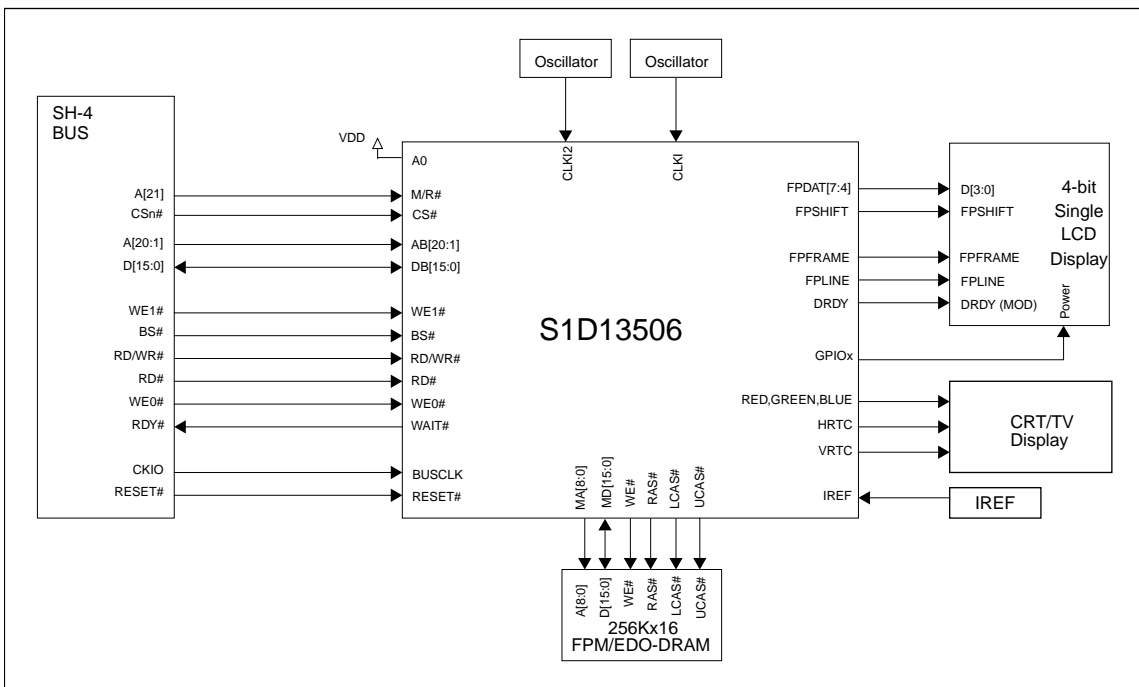 Oscillator
Oscillator
SH-4
BUS
VDD
A0
CLKI2
CLKI
A[21]
M/R#
CSn#
CS#
A[20:1]
AB[20:1]
D[15:0]
DB[15:0]
WE1#
WE1#
BS#
BS#
RD/WR#
RD/WR#
RD#
RD#
WE0#
WE0#
RDY#
WAIT#
CKIO
BUSCLK
RESET#
RESET#
S1D13506
FPDAT[7:4]
D[3:0]
FPSHIFT
FPSHIFT
FPFRAME
FPFRAME
FPLINE
FPLINE
DRDY
DRDY (MOD)
4-bit
Single
LCD
Display
Power
GPIOx
RED,GREEN,BLUE
HRTC
VRTC
CRT/TV
Display
IREF
IREF
MA[8:0]
MD[15:0]
WE#
RAS#
LCAS#
UCAS#
A[8:0]
D[15:0]
WE#
RAS#
LCAS#
UCAS#
256Kx16
FPM/EDO-DRAM